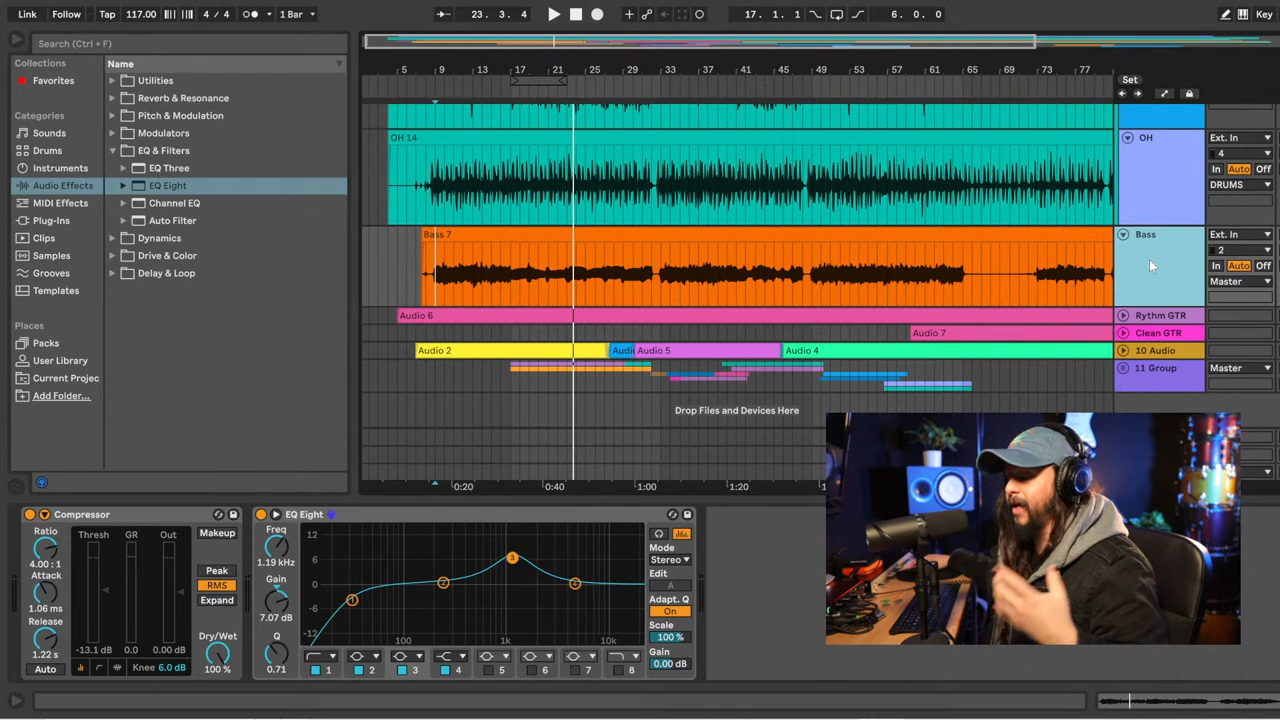 Link Follow Tap 117.00 4 / 4 1 Bar 23. 3. 4 17. 1. 1 6. 0. 0 Key
Search (Ctrl + F)
Collections
Favorites
Categories
Sounds
Drums
Instruments
Audio Effects
MIDI Effects
Plug-Ins
Clips
Samples
Grooves
Templates
Places
Packs
User Library
Current Projec
Add Folder...
Name
Utilities
Reverb & Resonance
Pitch & Modulation
Modulators
EQ & Filters
EQ Three
EQ Eight
Channel EQ
Auto Filter
Dynamics
Drive & Color
Delay & Loop
5 9 13 17 21 25 29 33 37 41 45 49 53 57 61 65 69 73 77
Set
OH 14
OH
Ext. In
4
In Auto Off
DRUMS
Bass 7
Bass
Ext. In
2
In Auto Off
Master
Audio 6
Rythm GTR
Audio 7
Clean GTR
Audio 2 Audi Audio 5 Audio 4
10 Audio
11 Group
Master
Drop Files and Devices Here
0:20 0:40 1:00 1:20
Compressor
Ratio
4.00 : 1
Attack
1.06 ms
Release
1.22 s
Auto
Thresh GR Out
-13.1 dB 0.0 0.00 dB
Knee 6.0 dB
Makeup
Peak
RMS
Expand
Dry/Wet
100 %
EQ Eight
Freq
1.19 kHz
Gain
7.07 dB
Q
0.71
12
6
0
-6
-12
100 1k 10k
1 2 3 4
1 2 3 4 5 6 7 8
Mode
Stereo
Edit
A
Adapt. Q
On
Scale
100 %
Gain
0.00 dB